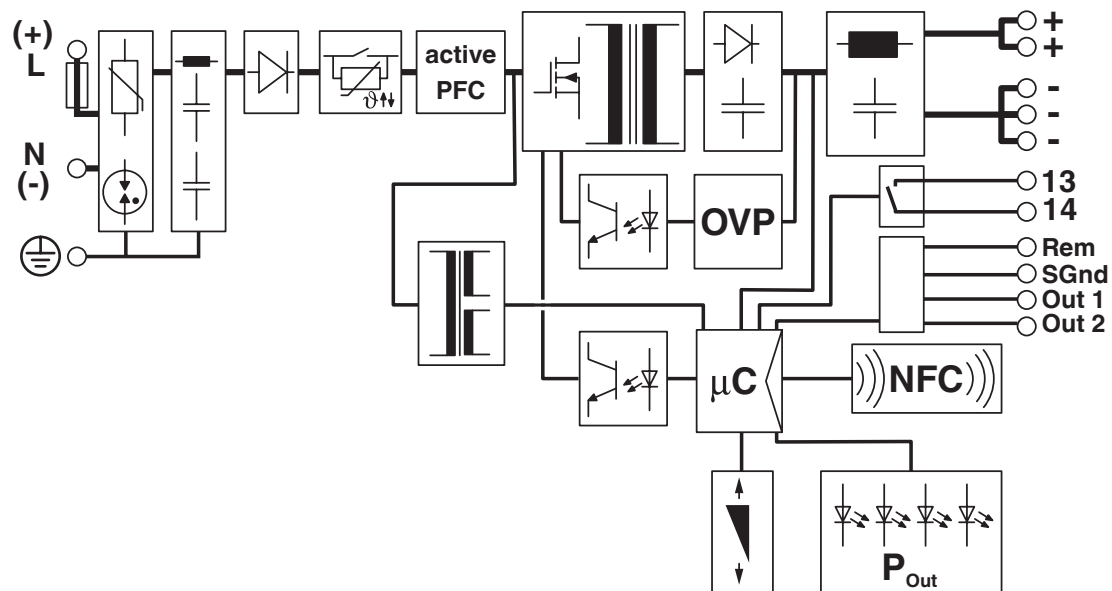 (+)
L
N
(-)
ϑ
active
PFC
+
+
-
-
-
13
14
OVP
Rem
SGnd
Out 1
Out 2
µC
NFC
P Out